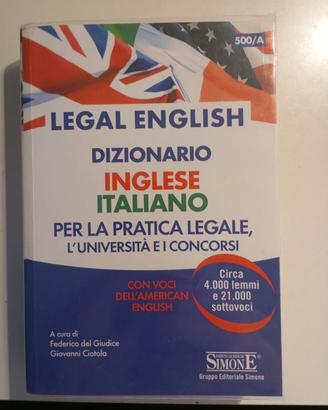 500/A
LEGAL ENGLISH
DIZIONARIO
INGLESE
ITALIANO
PER LA PRATICA LEGALE,
L'UNIVERSITÀ E I CONCORSI
CON VOCI
DELL'AMERICAN
ENGLISH
Circa
4.000 lemmi
e 21.000
sottovoci
A cura di
Federico del Giudice
Giovanni Ciotola
SIMONE
Gruppo Editoriale Simone